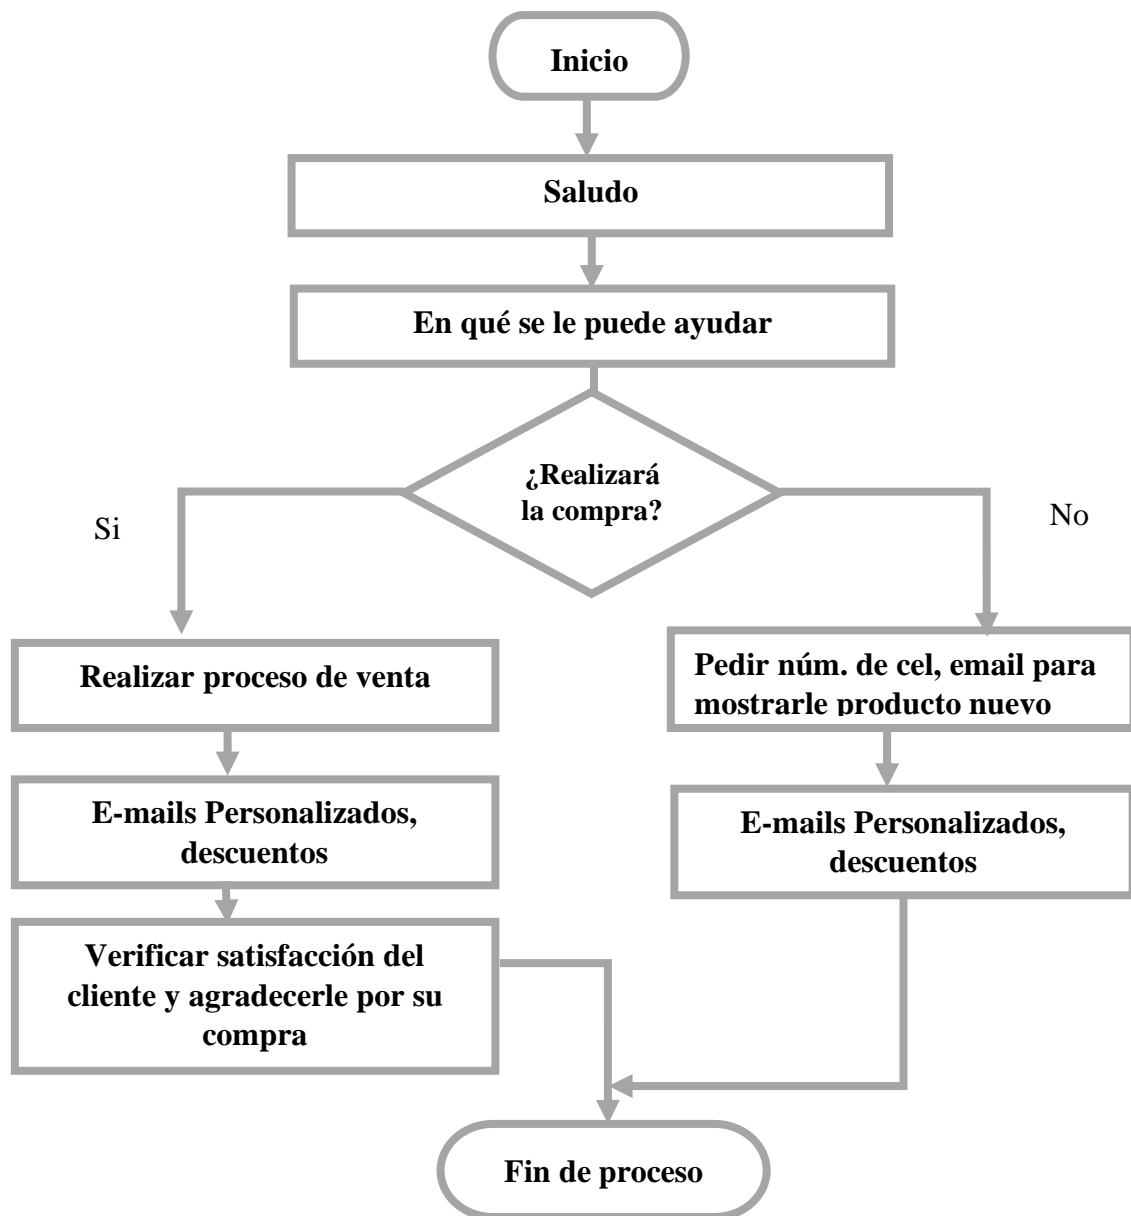 Inicio
Saludo
En qué se le puede ayudar
¿Realizará
la compra?
Si
No
Realizar proceso de venta
Pedir núm. de cel, email para
mostrarle producto nuevo
E-mails Personalizados,
descuentos
E-mails Personalizados,
descuentos
Verificar satisfacción del
cliente y agradecerle por su
compra
Fin de proceso